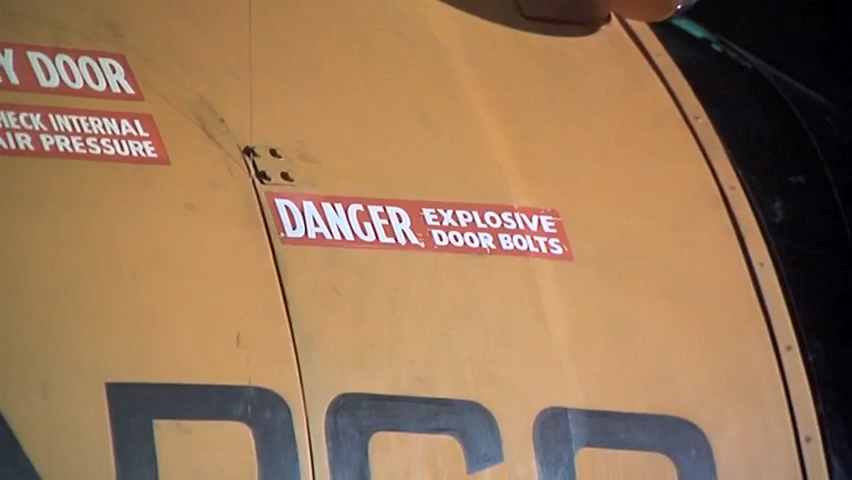 Y DOOR
HECK INTERNAL
AIR PRESSURE
DANGER EXPLOSIVE
DOOR BOLTS